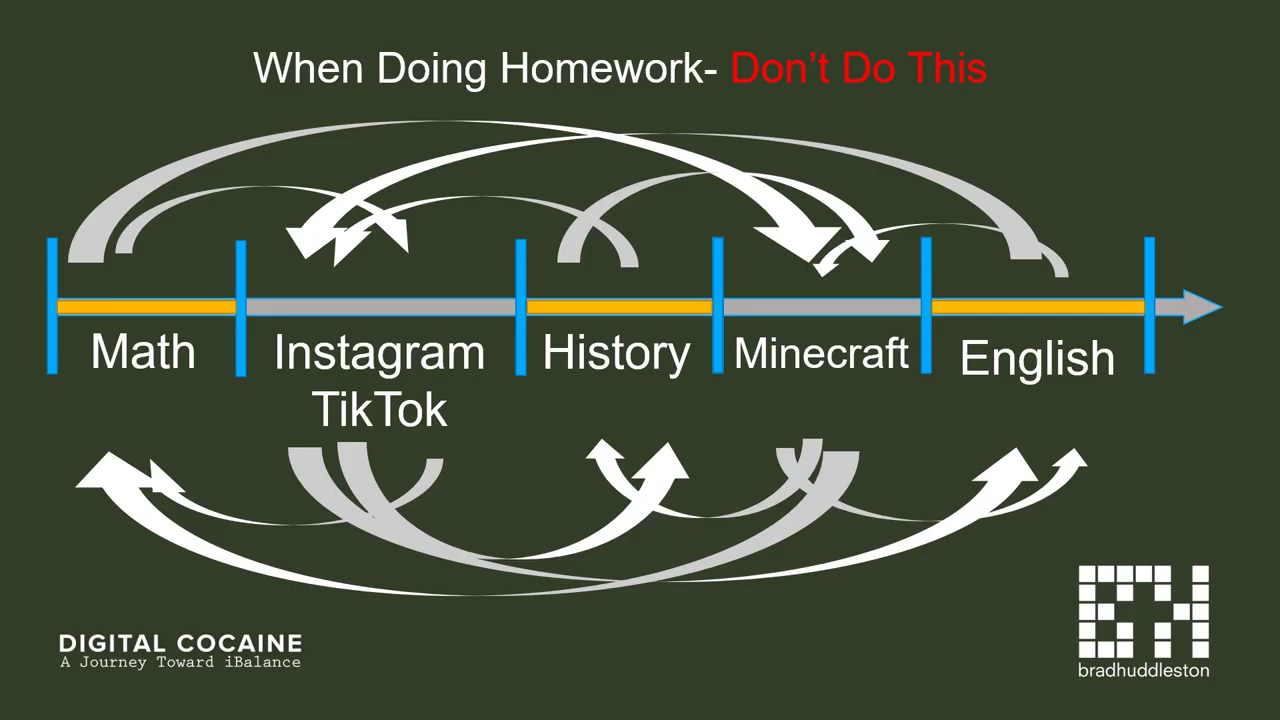 When Doing Homework- Don’t Do This
Math
Instagram
TikTok
History
Minecraft
English
DIGITAL COCAINE
A Journey Toward iBalance
bradhuddleston